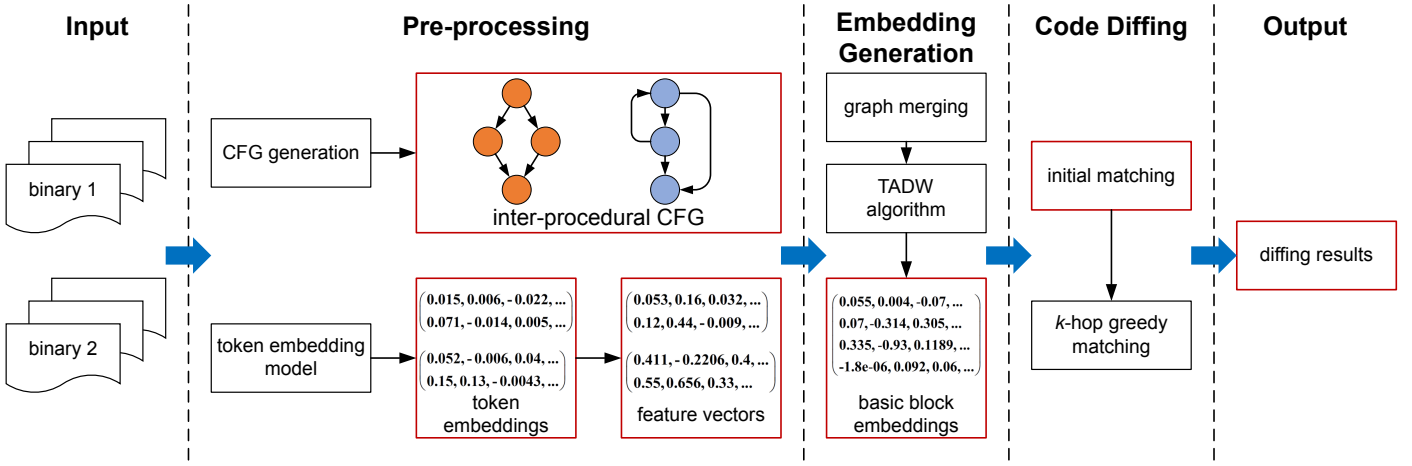 Input
Pre-processing
Embedding
Generation
Code Diffing
Output
binary 1
binary 2
CFG generation
inter-procedural CFG
token embedding
model
0.015, 0.006, - 0.022, ...
0.071, - 0.014, 0.005, ...
0.052, - 0.006, 0.04, ...
0.15, 0.13, - 0.0043, ...
token
embeddings
0.053, 0.16, 0.032, ...
0.12, 0.44, - 0.009, ...
0.411, - 0.2206, 0.4, ...
0.55, 0.656, 0.33, ...
feature vectors
graph merging
TADW
algorithm
0.055, 0.004, -0.07, ...
0.07, -0.314, 0.305, ...
0.335, -0.93, 0.1189, ...
-1.8e-06, 0.092, 0.06, ...
basic block
embeddings
initial matching
k-hop greedy
matching
diffing results